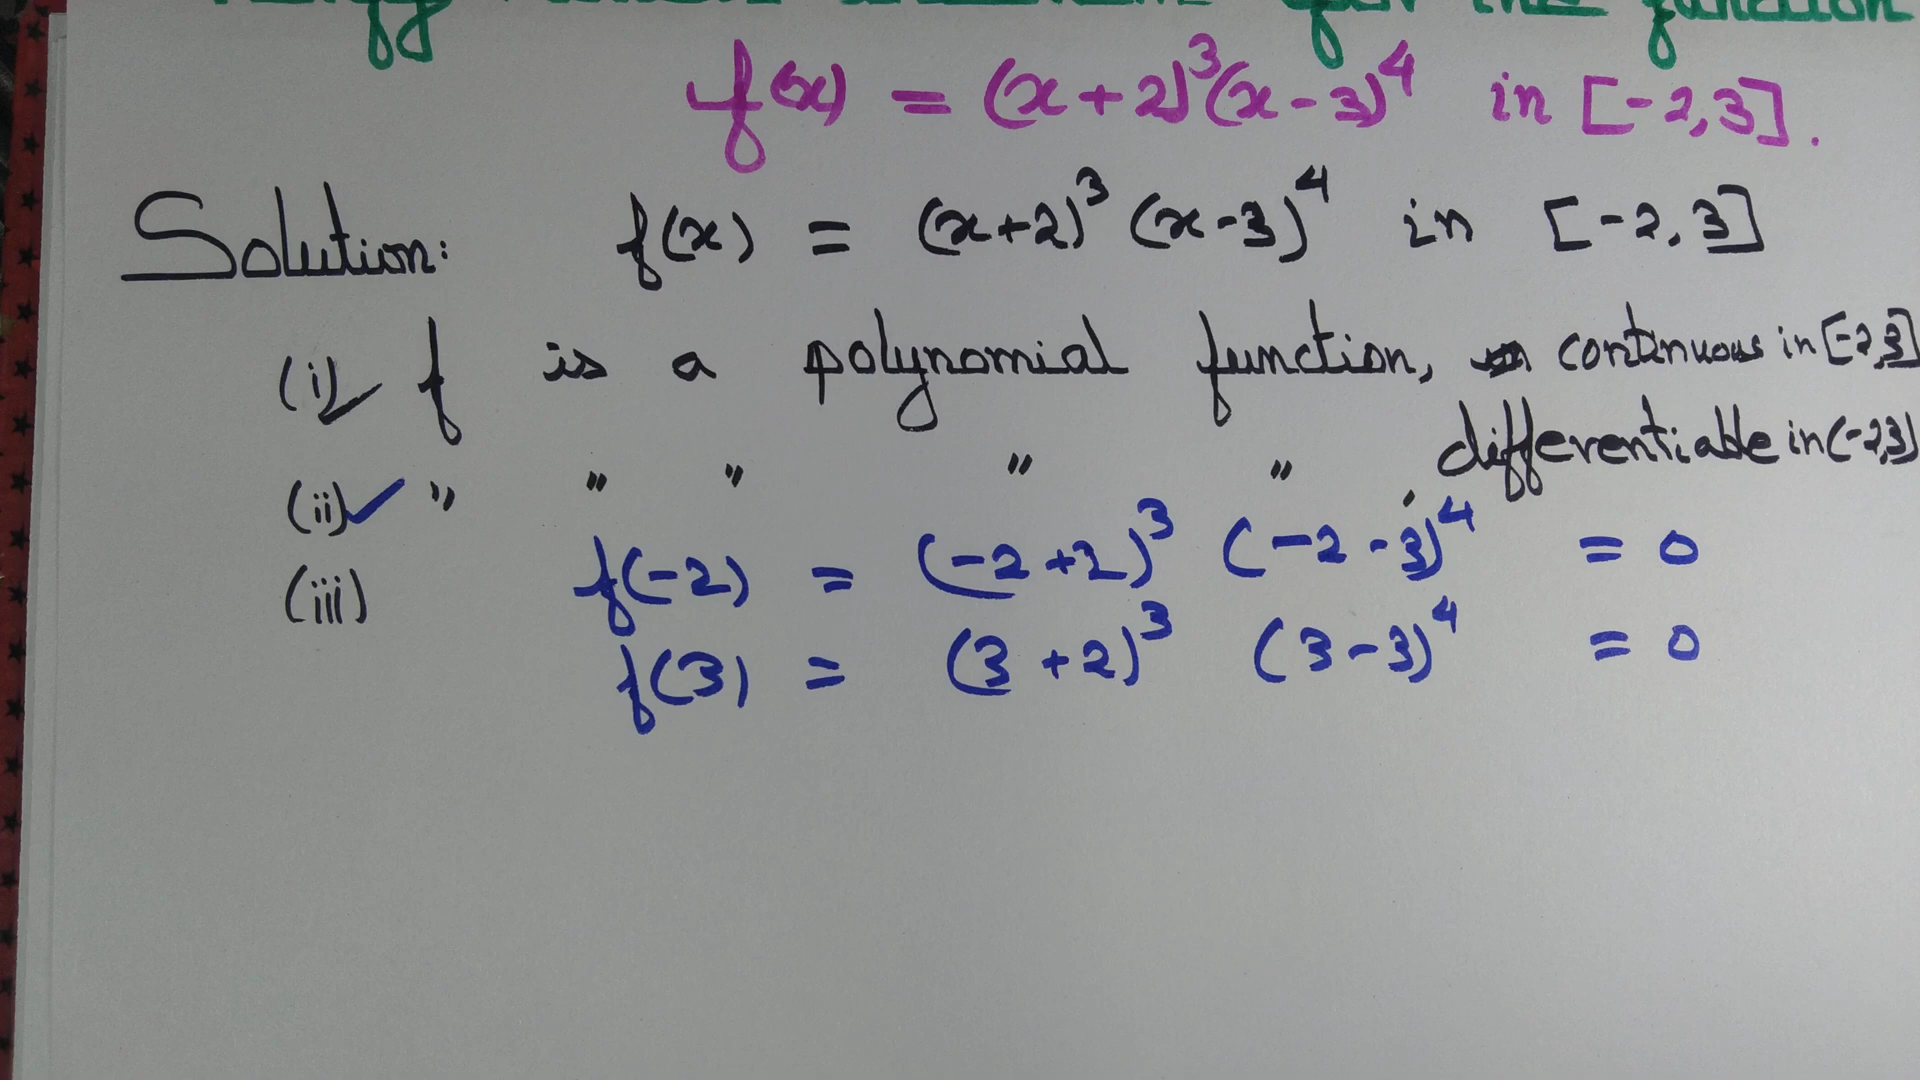 function
f(x) = (x+2)³(x-3)⁴ in [-2,3].
Solution: f(x) = (x+2)³ (x-3)⁴ in [-2,3]
(i) ✓ f is a polynomial function, continuous in [-2,3]
(ii) ✓ " " " " " differentiable in (-2,3)
(iii) f(-2) = (-2+2)³ (-2-3)⁴ = 0
f(3) = (3+2)³ (3-3)⁴ = 0